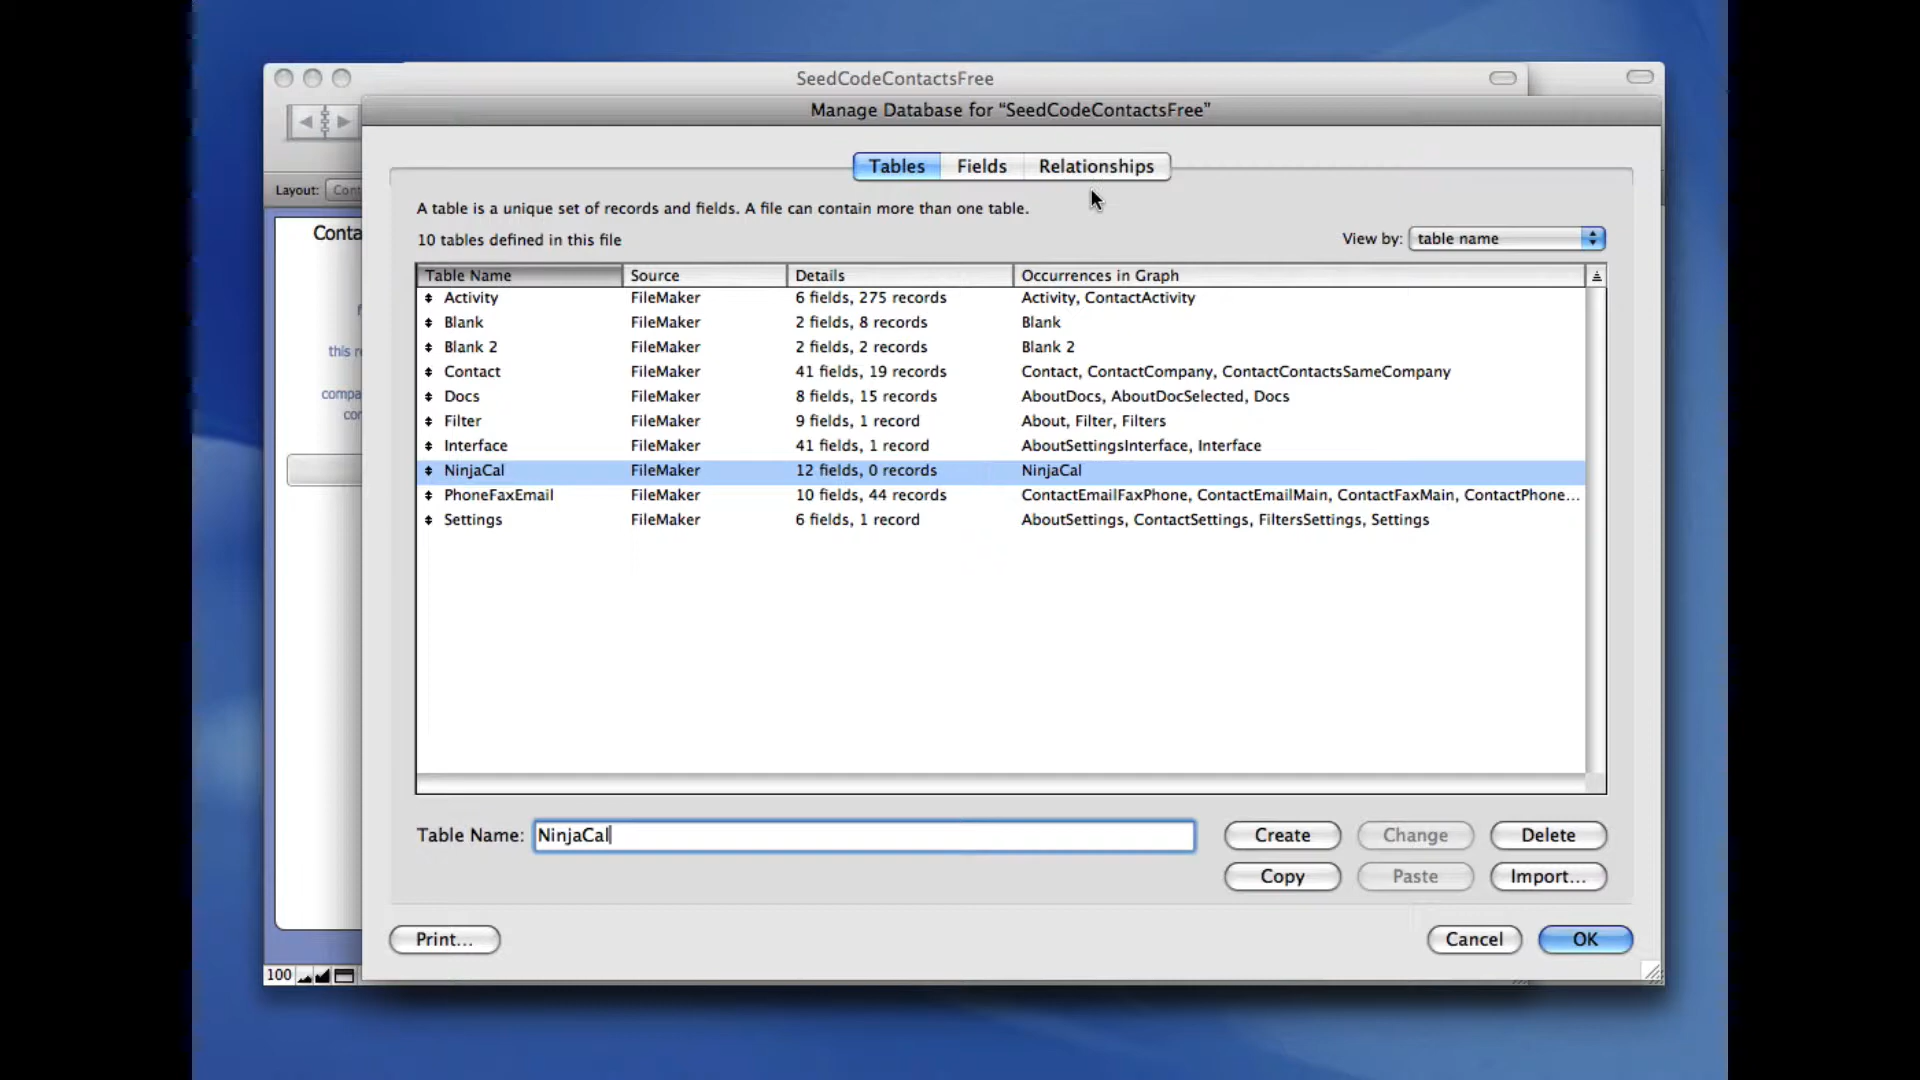 SeedCodeContactsFree
Manage Database for “SeedCodeContactsFree”
Tables Fields Relationships
Layout:
A table is a unique set of records and fields. A file can contain more than one table.
10 tables defined in this file
View by: table name
Table Name Source Details Occurrences in Graph
Activity FileMaker 6 fields, 275 records Activity, ContactActivity
Blank FileMaker 2 fields, 8 records Blank
Blank 2 FileMaker 2 fields, 2 records Blank 2
Contact FileMaker 41 fields, 19 records Contact, ContactCompany, ContactContactsSameCompany
Docs FileMaker 8 fields, 15 records AboutDocs, AboutDocSelected, Docs
Filter FileMaker 9 fields, 1 record About, Filter, Filters
Interface FileMaker 41 fields, 1 record AboutSettingsInterface, Interface
NinjaCal FileMaker 12 fields, 0 records NinjaCal
PhoneFaxEmail FileMaker 10 fields, 44 records ContactEmailFaxPhone, ContactEmailMain, ContactFaxMain, ContactPhone...
Settings FileMaker 6 fields, 1 record AboutSettings, ContactSettings, FiltersSettings, Settings
Table Name: NinjaCal
Create Change Delete
Copy Paste Import...
Print... Cancel OK
100